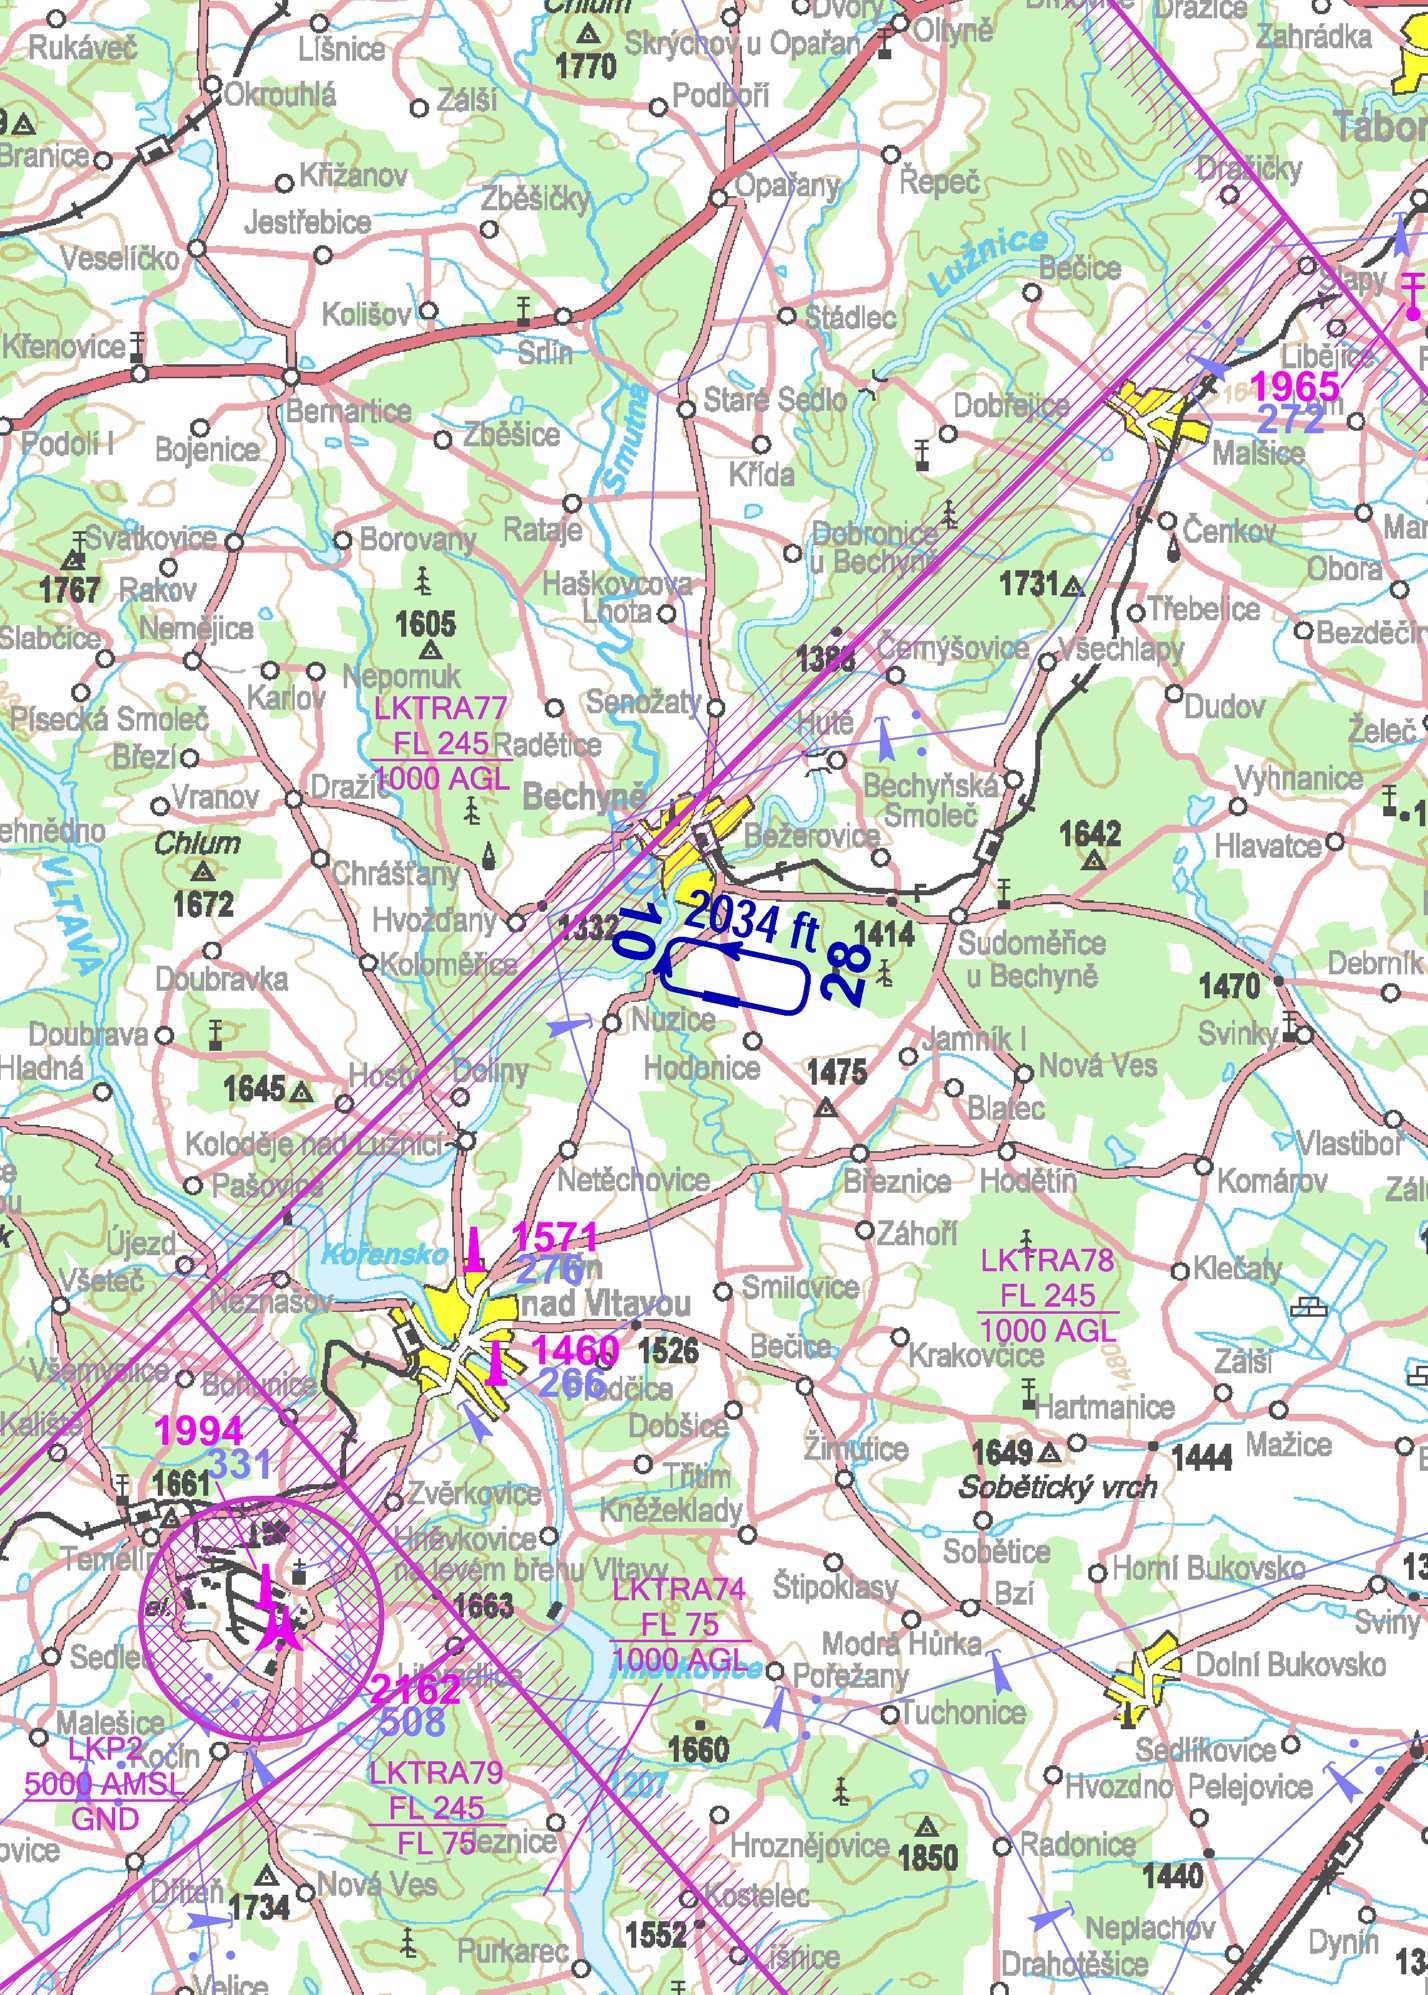 Chlum
1770
Dvory
Drhovice
Dražice
Rukáveč
Líšnice
Skrýchov u Opařan
Oltyně
Zahrádka
Okrouhlá
Zálší
Podboří
Tábor
Branice
Křižanov
Zběšičky
Opařany
Řepeč
Dražičky
Jestřebice
Veselíčko
Lužnice
Bečice
Slapy
Kolišov
Stádlec
Křenovice
Srlín
Libějice
1965
272
Bernartice
Staré Sedlo
Dobřejice
Podolí I
Bojenice
Zběšice
Smutná
Křída
Malšice
Svatkovice
Borovany
Rataje
Dobronice
u Bechyně
Čenkov
1767
Rakov
Haškovcova
Lhota
1731
Obora
Slabčice
Nemějice
1605
Třebelice
Bezděčín
1388
Černýšovice
Všechlapy
Karlov
Nepomuk
Písecká Smoleč
LKTRA77
FL 245
1000 AGL
Senožaty
Hutě
Dudov
Želeč
Radětice
Březí
Vranov
Dražíč
Bechyně
Bechyňská
Smoleč
Vyhnanice
Bežerovice
1642
Hlavatce
Chlum
1672
VLTAVA
Chrášťany
Hvožďany
1332
2034 ft
10
28
1414
Doubravka
Koloměřice
Sudoměřice
u Bechyně
1470
Debrník
Doubrava
Nuzice
Jamník I
Svinky
Hladná
1645
Hosty
Doliny
Hodonice
1475
Nová Ves
Blatec
Koloděje nad Lužnicí
Vlastiboř
Pašovice
Netěchovice
Březnice
Hodětín
Komárov
Újezd
Kořensko
1571
276
Záhoří
LKTRA78
FL 245
1000 AGL
Klečaty
Všeteč
Neznašov
nad Vltavou
Smilovice
1460
266
1526
Bečice
Krakovčice
1480
Zálší
Všemyslice
Bohunice
Dobšice
Hartmanice
Kaliště
1994
331
Žimutice
1649
Sobětický vrch
1444
Mažice
1661
Třitim
Zvěrkovice
Kněžeklady
Temelín
Hněvkovice
na levém břehu Vltavy
Sobětice
Horní Bukovsko
el.
1663
LKTRA74
FL 75
1000 AGL
Štipoklasy
Bzí
Sviny
Sedlec
Litoradlice
Modrá Hůrka
Dolní Bukovsko
2162
508
Pořežany
Malešice
Tuchonice
LKP2
5000 AMSL
GND
Kočín
1660
Sedlíkovice
LKTRA79
FL 245
FL 75
1207
Hvozdno
Pelejovice
Hroznějovice
1850
Radonice
Dříteň
1734
Nová Ves
Kostelec
1440
1552
Neplachov
Purkarec
Líšnice
Drahotěšice
Dynín
Velice